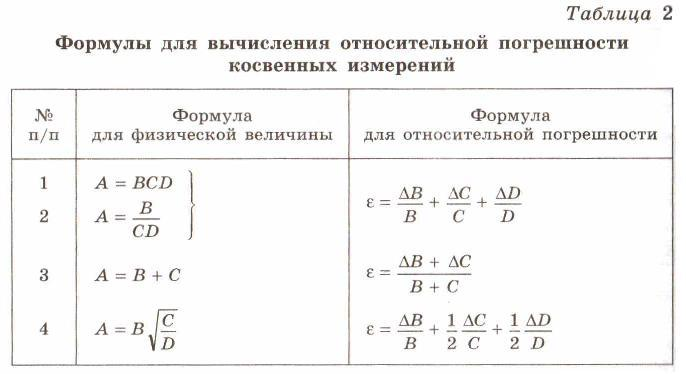 Таблица 2
Формулы для вычисления относительной погрешности
косвенных измерений
№ п/п | Формула для физической величины | Формула для относительной погрешности
1 A = BCD
2 A = B/(CD)
ε = ΔB/B + ΔC/C + ΔD/D
3 A = B + C ε = (ΔB + ΔC)/(B + C)
4 A = B√(C/D) ε = ΔB/B + 1/2 ΔC/C + 1/2 ΔD/D